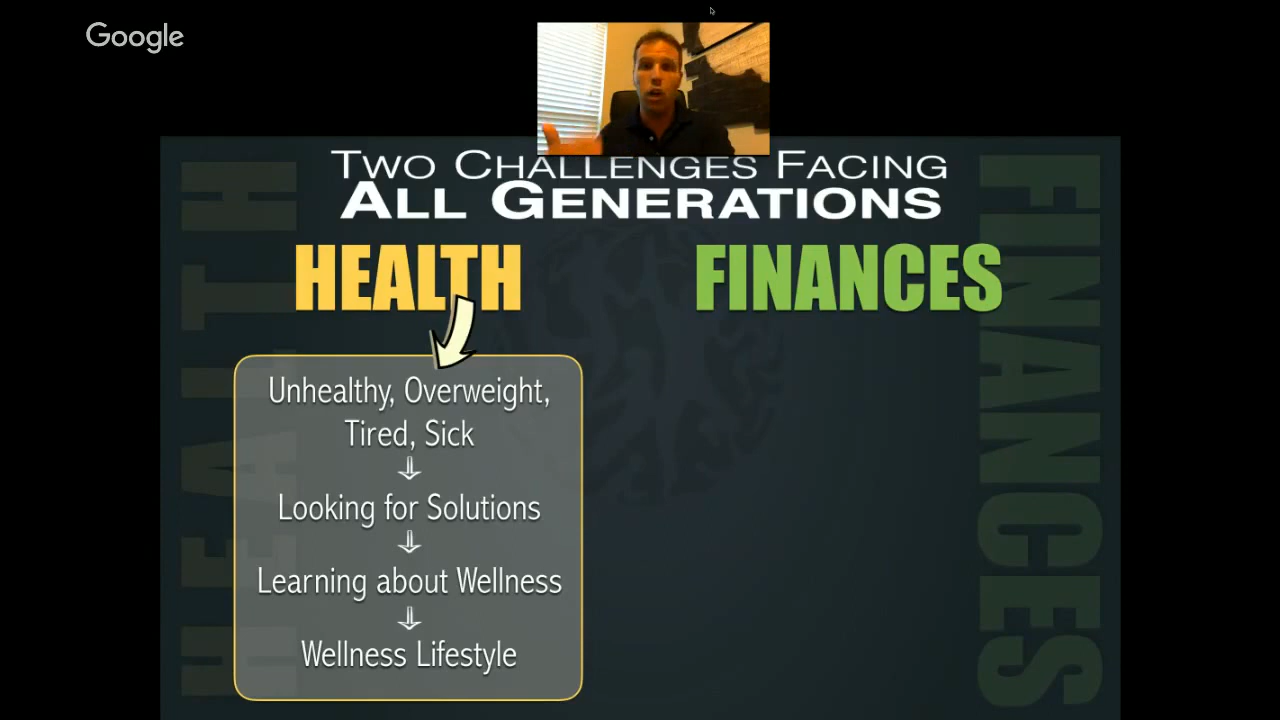 Google
TWO CHALLENGES FACING
ALL GENERATIONS
HEALTH
FINANCES
HEALTH
FINANCES
Unhealthy, Overweight,
Tired, Sick
Looking for Solutions
Learning about Wellness
Wellness Lifestyle